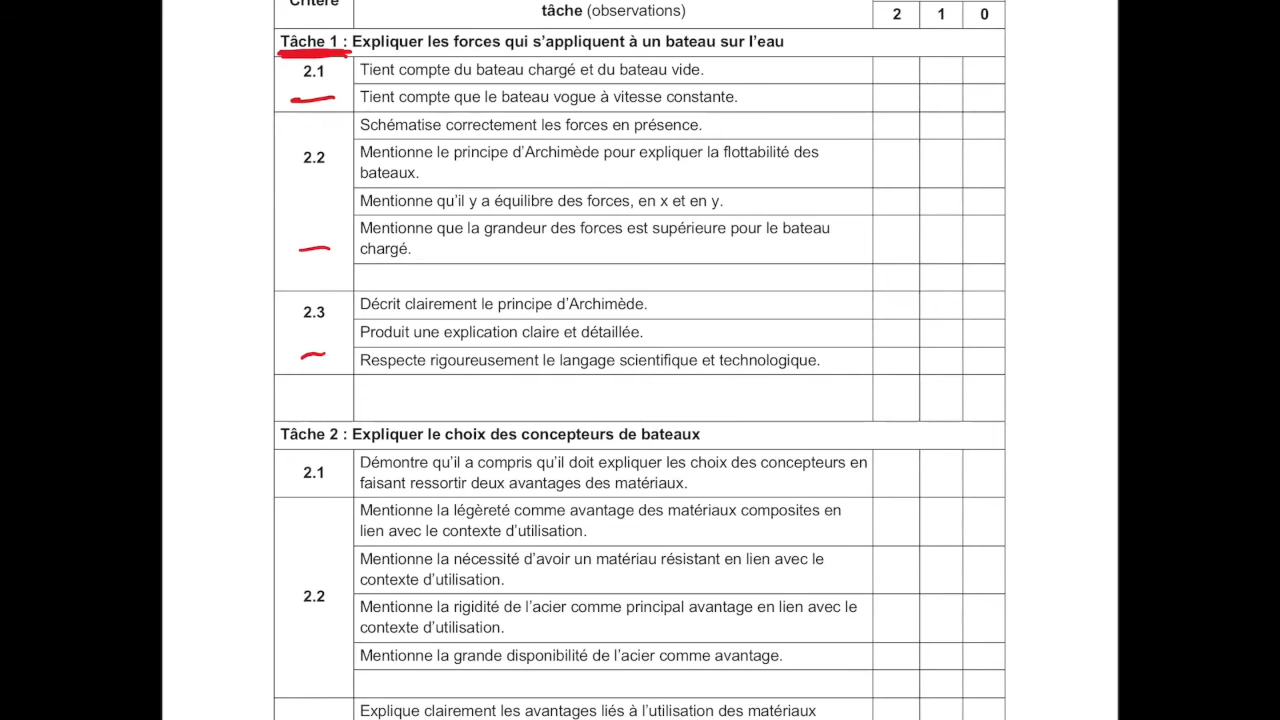 Critère
tâche (observations)
2 1 0
Tâche 1 : Expliquer les forces qui s’appliquent à un bateau sur l’eau
2.1
Tient compte du bateau chargé et du bateau vide.
Tient compte que le bateau vogue à vitesse constante.
2.2
Schématise correctement les forces en présence.
Mentionne le principe d’Archimède pour expliquer la flottabilité des
bateaux.
Mentionne qu’il y a équilibre des forces, en x et en y.
Mentionne que la grandeur des forces est supérieure pour le bateau
chargé.
2.3
Décrit clairement le principe d’Archimède.
Produit une explication claire et détaillée.
Respecte rigoureusement le langage scientifique et technologique.
Tâche 2 : Expliquer le choix des concepteurs de bateaux
2.1
Démontre qu’il a compris qu’il doit expliquer les choix des concepteurs en
faisant ressortir deux avantages des matériaux.
2.2
Mentionne la légèreté comme avantage des matériaux composites en
lien avec le contexte d’utilisation.
Mentionne la nécessité d’avoir un matériau résistant en lien avec le
contexte d’utilisation.
Mentionne la rigidité de l’acier comme principal avantage en lien avec le
contexte d’utilisation.
Mentionne la grande disponibilité de l’acier comme avantage.
Explique clairement les avantages liés à l’utilisation des matériaux